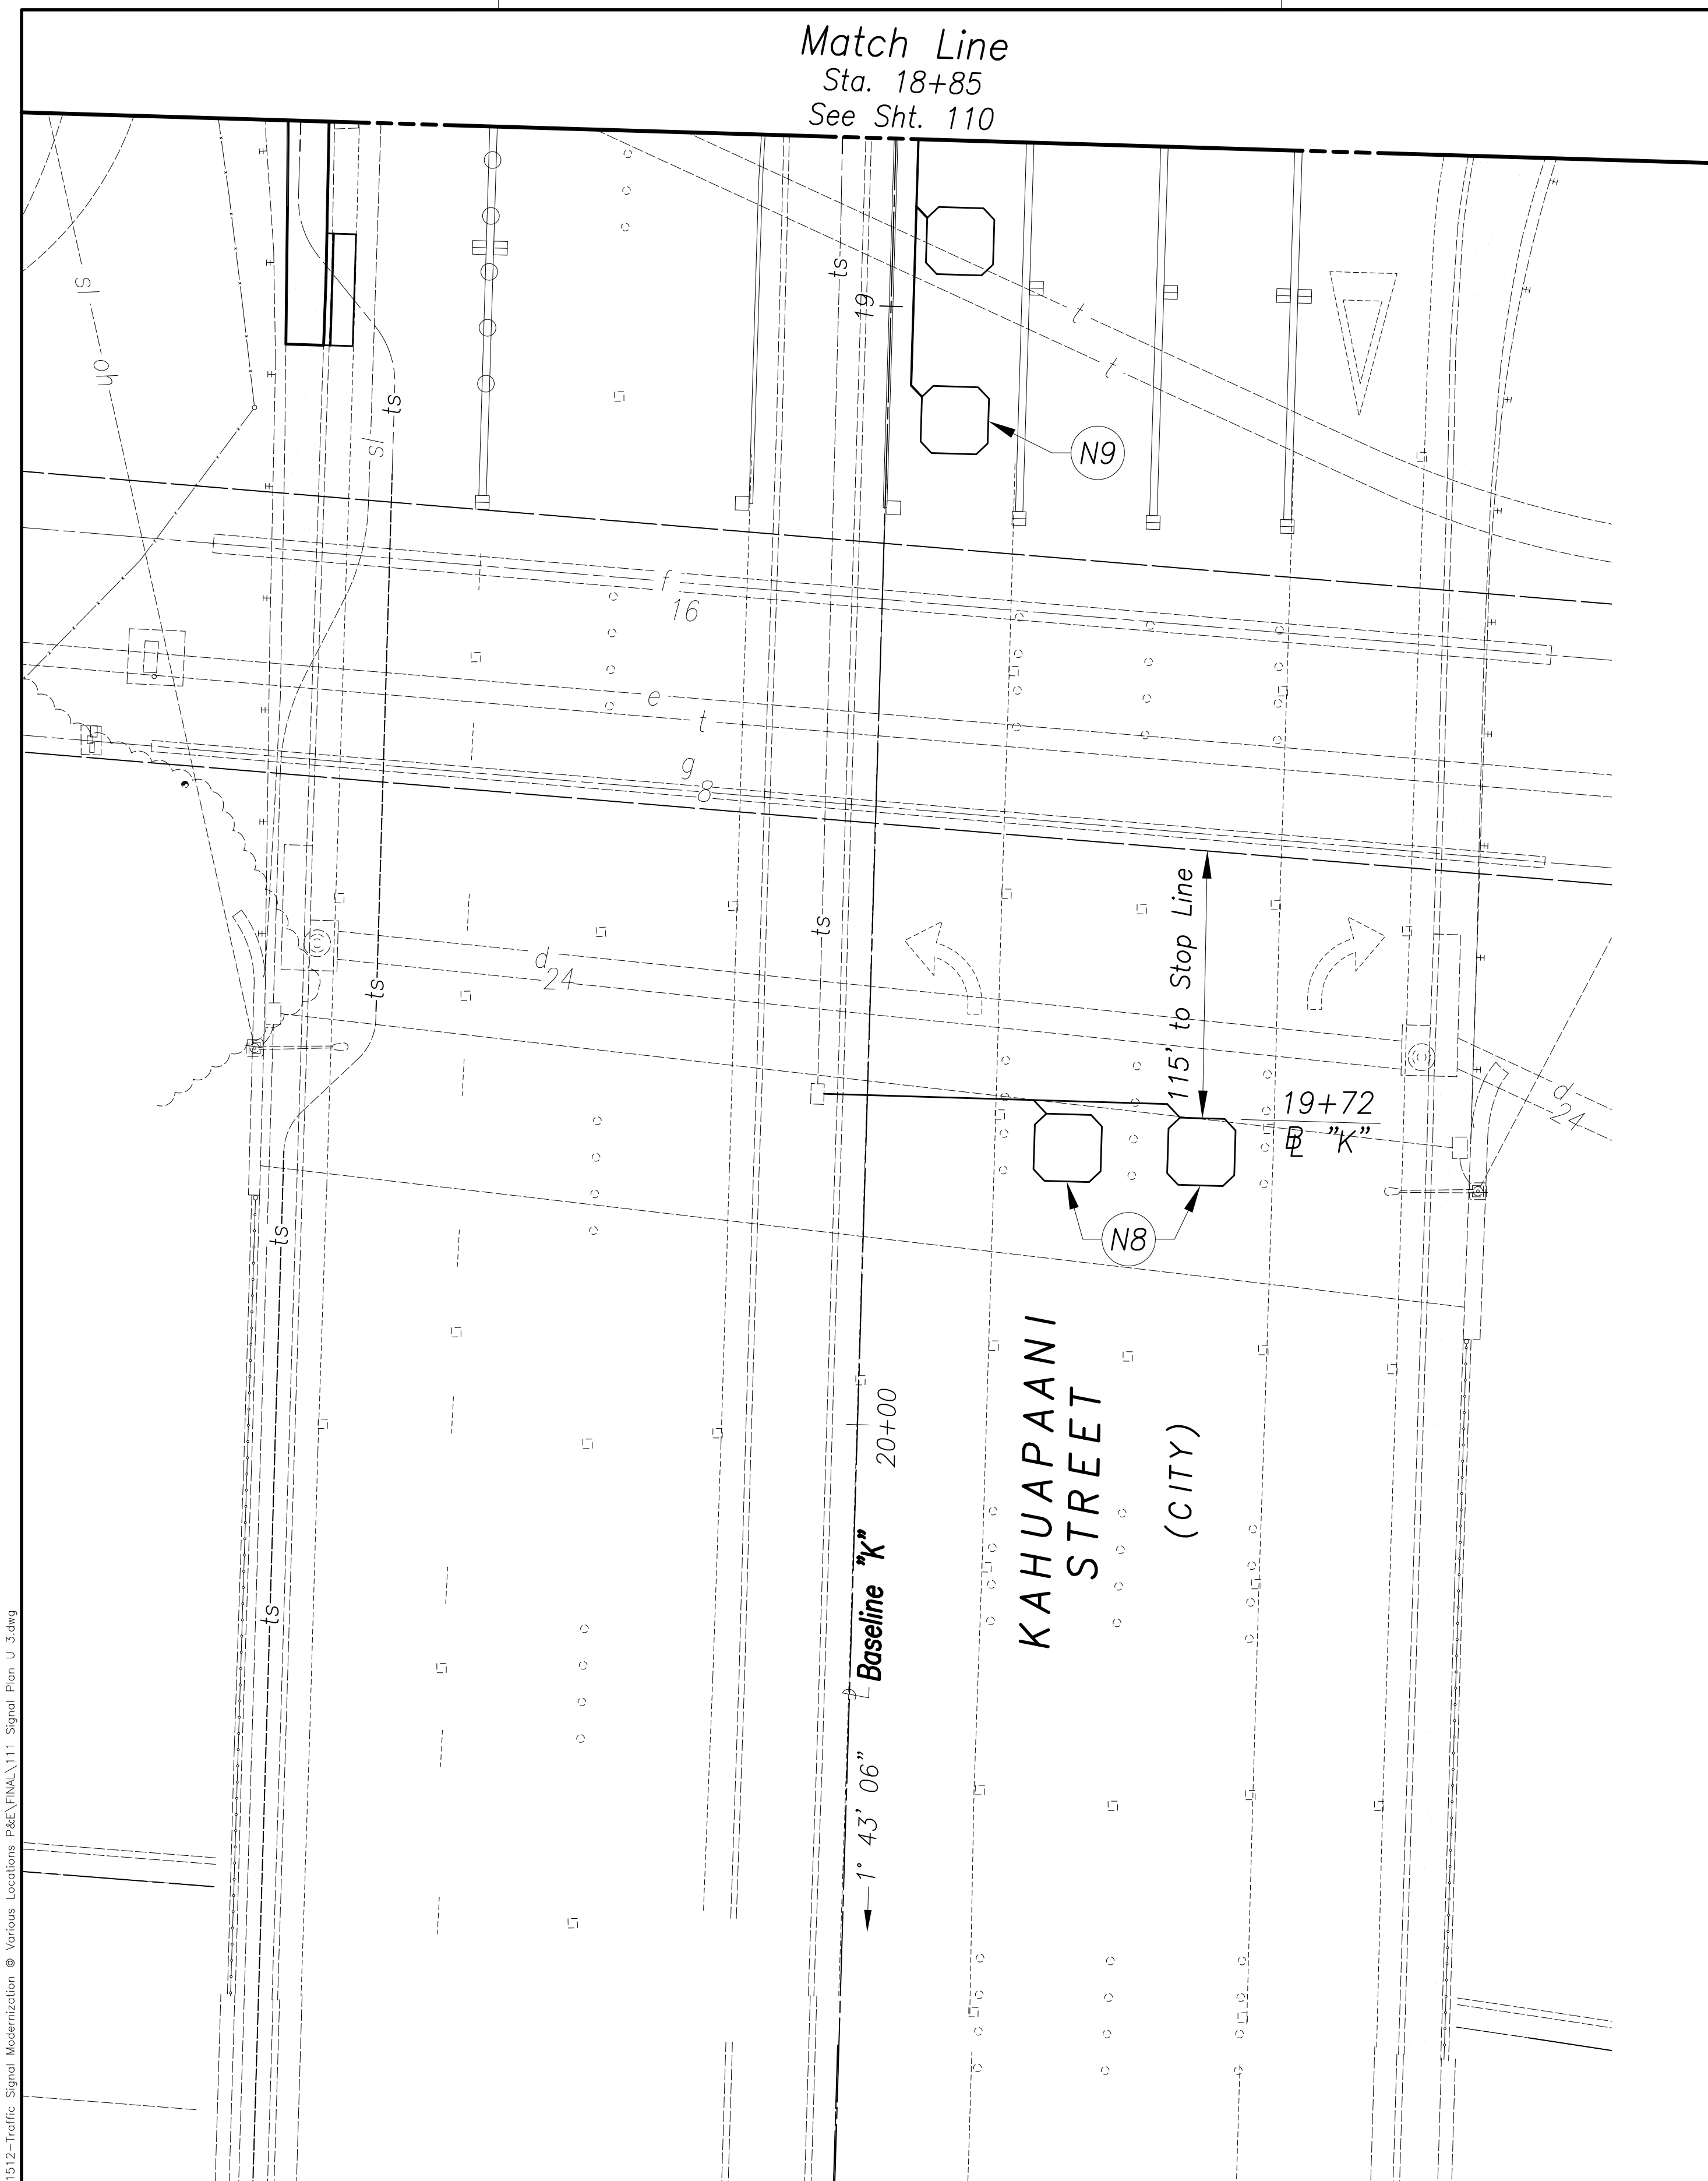 Match Line
Sta. 18+85
See Sht. 110
ts
19
t
t
N9
sl
oh
sl
ts
f
16
e
t
g
8
ts
d
24
ts
115' to Stop Line
19+72
BL "K"
d
24
N8
ts
20+00
KAHUAPAANI
STREET
(CITY)
Baseline "K"
ts
1° 43' 06"
1512-Traffic Signal Modernization @ Various Locations P&E\FINAL\111 Signal Plan U 3.dwg